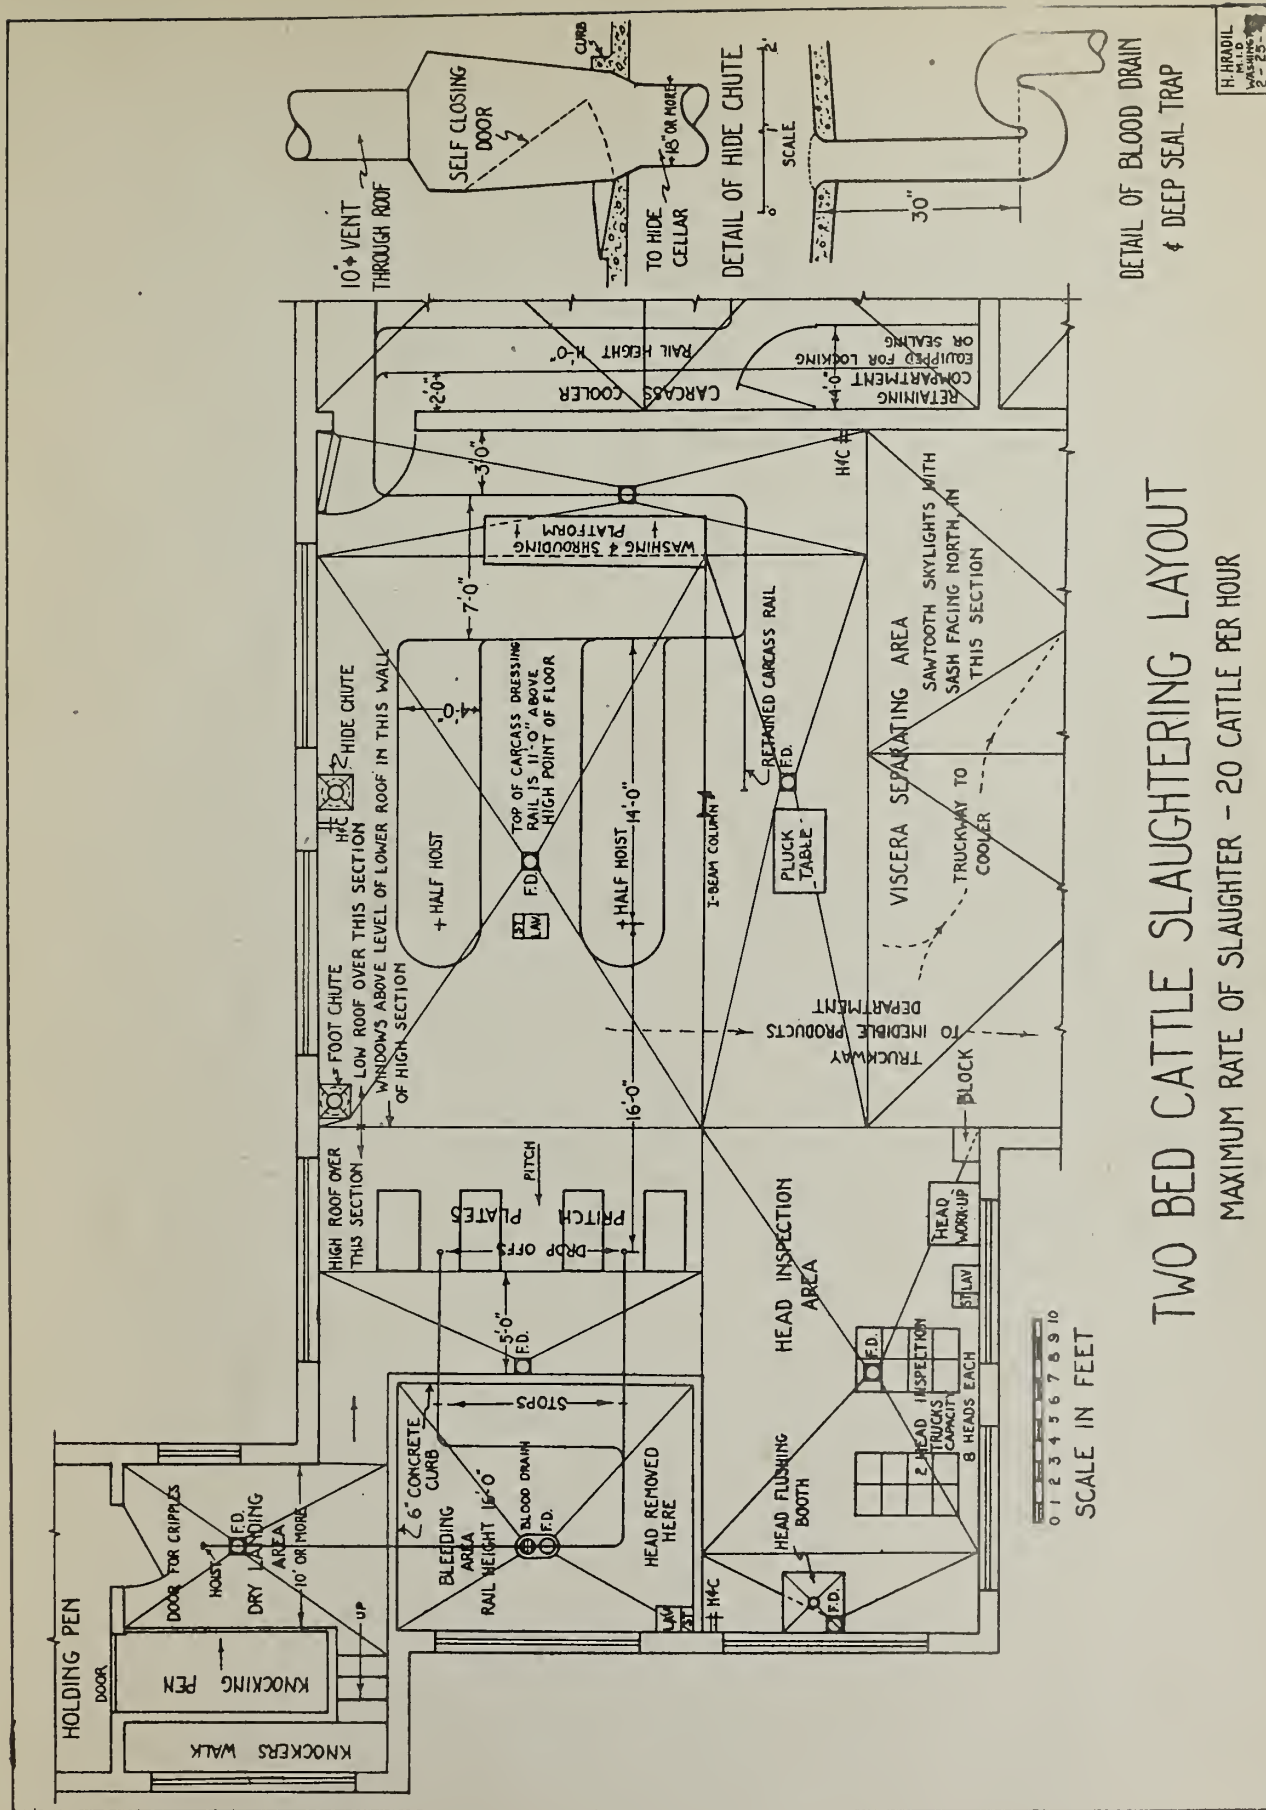 HOLDING PEN
DOOR
KNOCKERS WALK
KNOCKING PEN
UP
DOOR FOR CRIPPLES
HOIST
F.D.
DRY LANDING
AREA
10' OR MORE
6" CONCRETE
CURB
BLEEDING
AREA
RAIL HEIGHT 16'-0"
BLOOD DRAIN
F.D.
STOPS
HEAD REMOVED
HERE
LAV
ST
H&C
5'-0"
F.D.
DROP OFFS
PRITCH
PLATES
PITCH
HIGH ROOF OVER
THIS SECTION
FOOT CHUTE
LOW ROOF OVER THIS SECTION
WINDOWS ABOVE LEVEL OF LOWER ROOF IN THIS WALL
OF HIGH SECTION
H&C
HIDE CHUTE
16'-0"
14'-0"
+ HALF HOIST
+ HALF HOIST
4'-0"
ST
LAV
F.D.
TOP OF CARCASS DRESSING
RAIL IS 11'-0" ABOVE
HIGH POINT OF FLOOR
7'-0"
3'-0"
WASHING & SHROUDING
PLATFORM
2'-0"
CARCASS COOLER
RAIL HEIGHT 11'-0"
RETAINING
COMPARTMENT
EQUIPPED FOR LOCKING
OR SEALING
4'-0"
H&C
I-BEAM COLUMN
RETAINED CARCASS RAIL
F.D.
PLUCK
TABLE
VISCERA SEPARATING AREA
SAWTOOTH SKYLIGHTS WITH
SASH FACING NORTH, IN
THIS SECTION
TRUCKWAY TO
COOLER
TRUCKWAY
TO INEDIBLE PRODUCTS
DEPARTMENT
BLOCK
HEAD INSPECTION
AREA
HEAD
WORK-UP
ST LAV
F.D.
2 HEAD INSPECTION
TRUCKS
CAPACITY
8 HEADS EACH
HEAD FLUSHING
BOOTH
F.D.
0 1 2 3 4 5 6 7 8 9 10
SCALE IN FEET
10"ϕ VENT
THROUGH ROOF
SELF CLOSING
DOOR
CURB
18" OR MORE
TO HIDE
CELLAR
DETAIL OF HIDE CHUTE
0' 1' 2'
SCALE
30"
DETAIL OF BLOOD DRAIN
& DEEP SEAL TRAP
TWO BED CATTLE SLAUGHTERING LAYOUT
MAXIMUM RATE OF SLAUGHTER - 20 CATTLE PER HOUR
H. HRADIL
M.I.D.